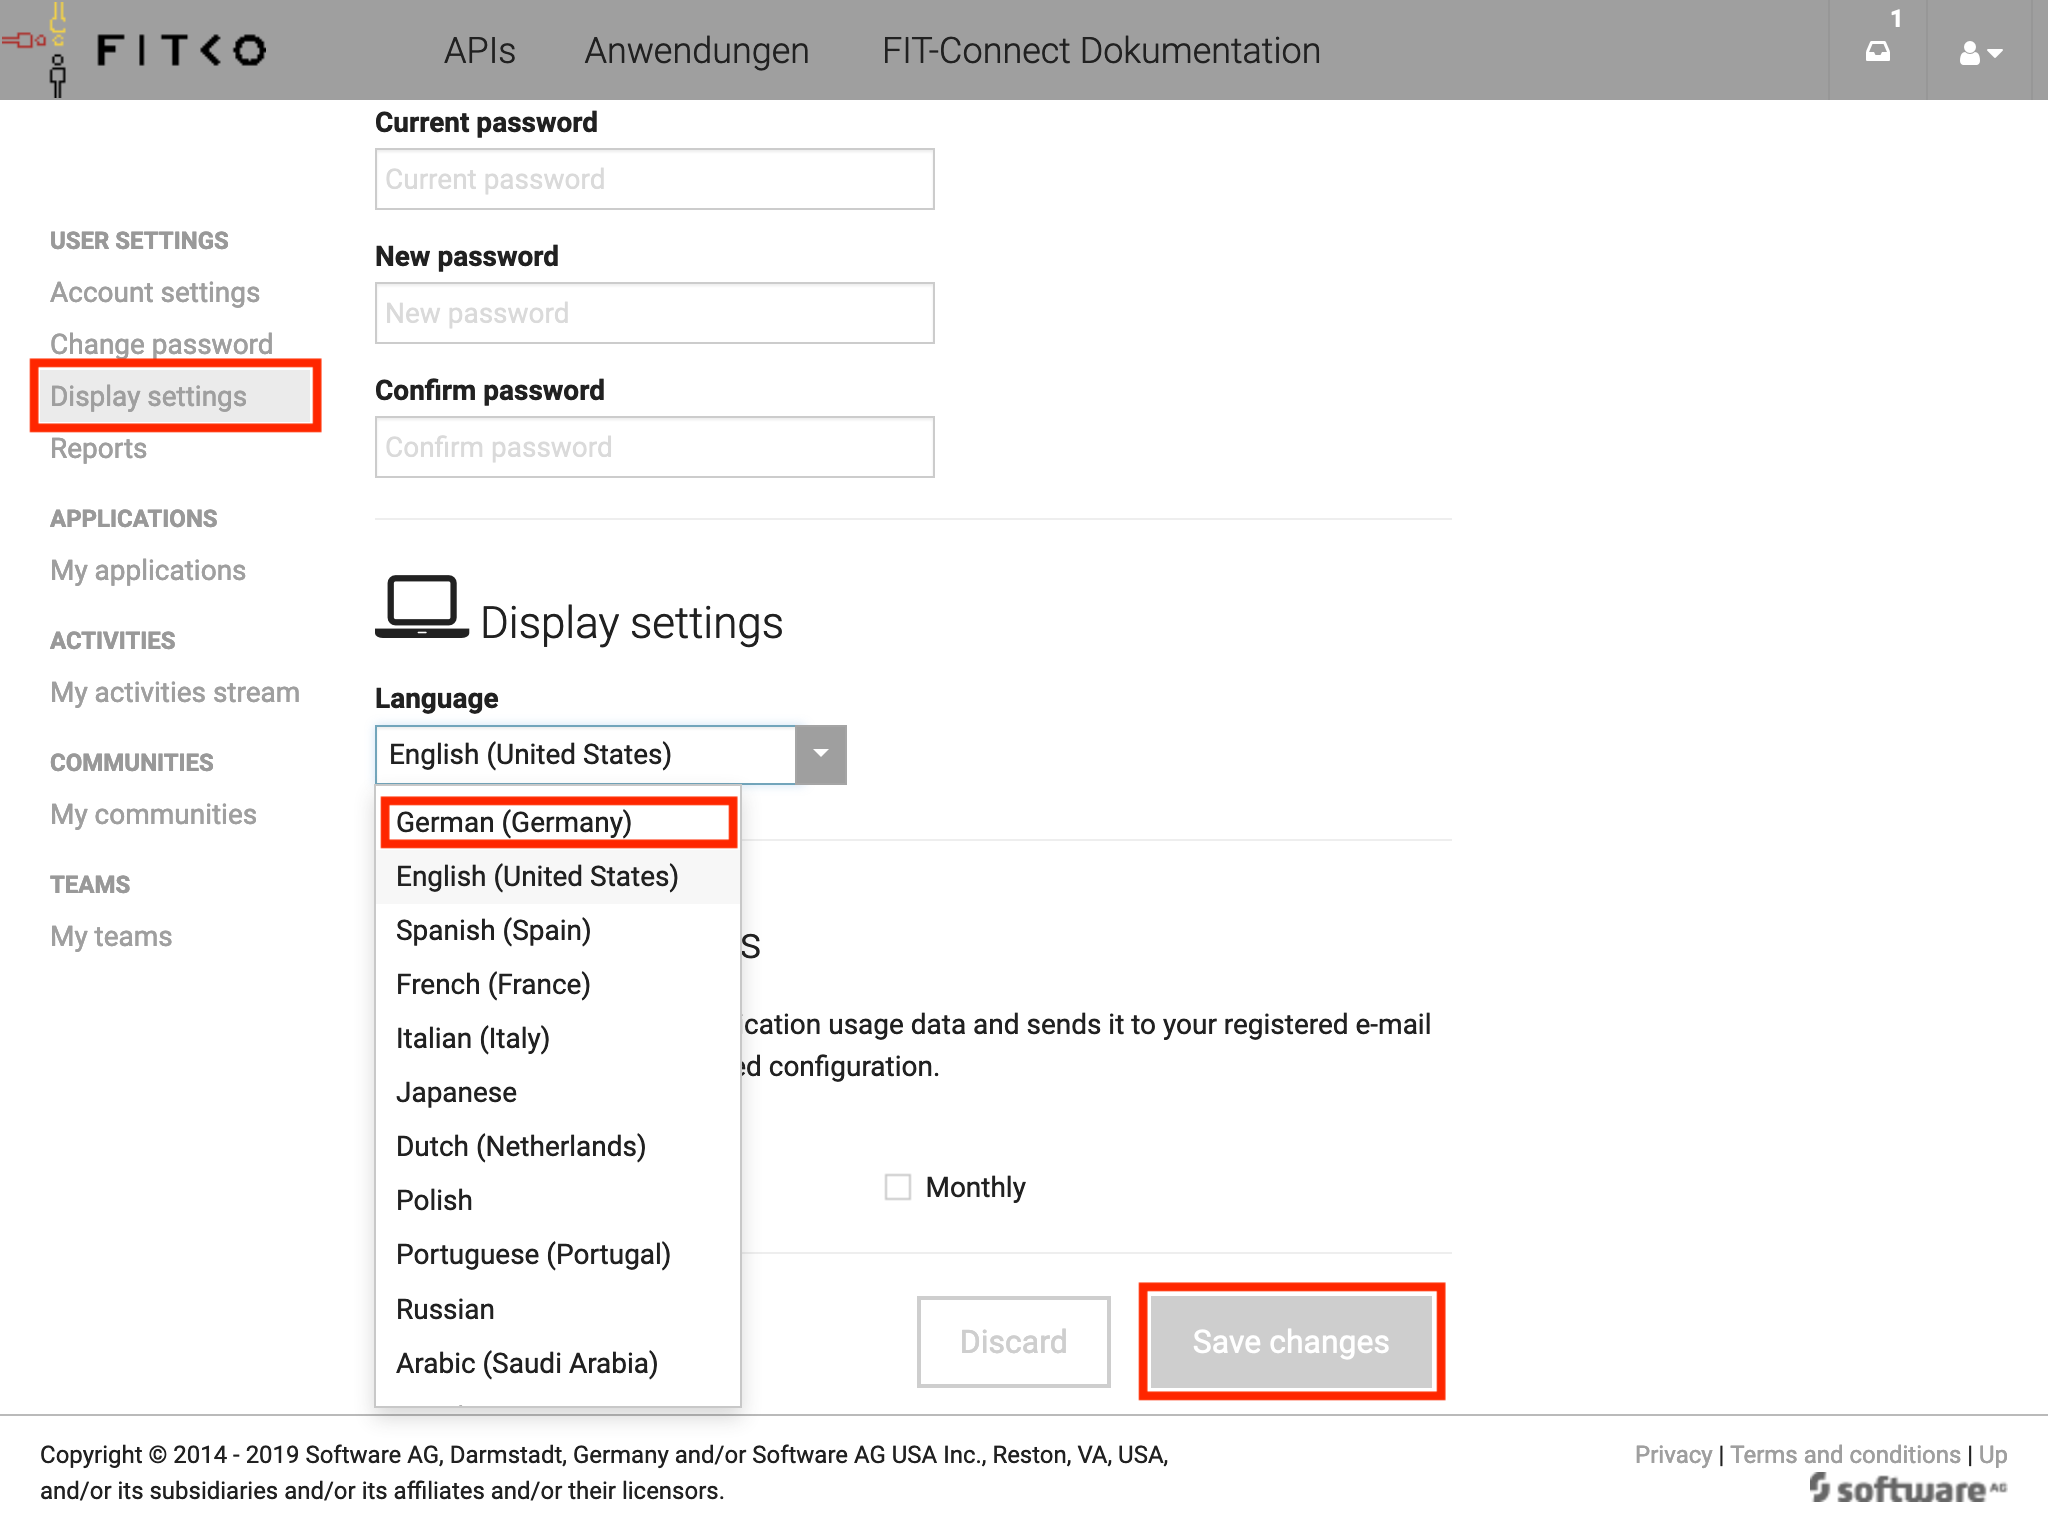 FITKO
APIs
Anwendungen
FIT-Connect Dokumentation
1
USER SETTINGS
Account settings
Change password
Display settings
Reports
APPLICATIONS
My applications
ACTIVITIES
My activities stream
COMMUNITIES
My communities
TEAMS
My teams
Current password
Current password
New password
New password
Confirm password
Confirm password
Display settings
Language
English (United States)
German (Germany)
English (United States)
Spanish (Spain)
French (France)
Italian (Italy)
Japanese
Dutch (Netherlands)
Polish
Portuguese (Portugal)
Russian
Arabic (Saudi Arabia)
s
ication usage data and sends it to your registered e-mail
ed configuration.
Monthly
Discard
Save changes
Copyright © 2014 - 2019 Software AG, Darmstadt, Germany and/or Software AG USA Inc., Reston, VA, USA,
and/or its subsidiaries and/or its affiliates and/or their licensors.
Privacy | Terms and conditions | Up
software AG